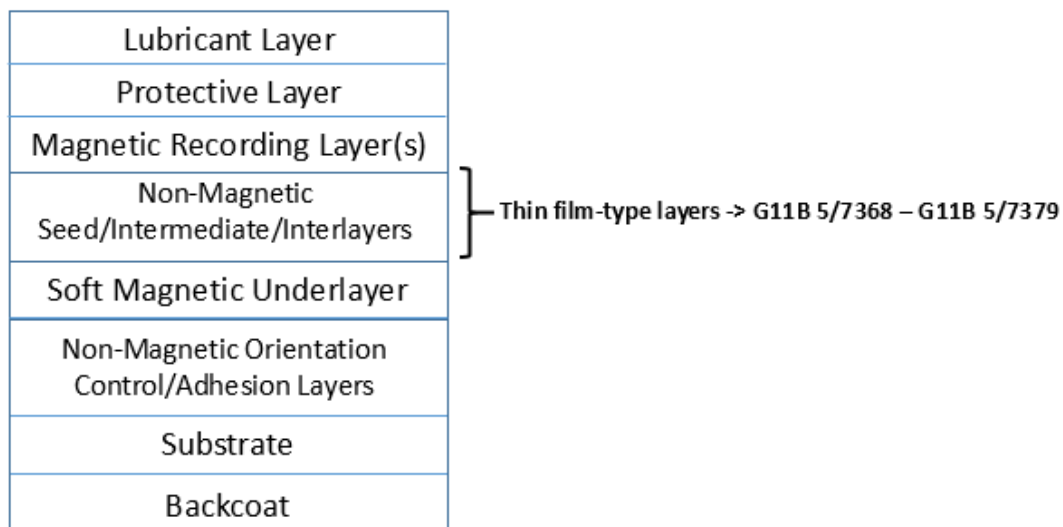 Lubricant Layer
Protective Layer
Magnetic Recording Layer(s)
Non-Magnetic
Seed/Intermediate/Interlayers
Thin film-type layers -> G11B 5/7368 – G11B 5/7379
Soft Magnetic Underlayer
Non-Magnetic Orientation
Control/Adhesion Layers
Substrate
Backcoat